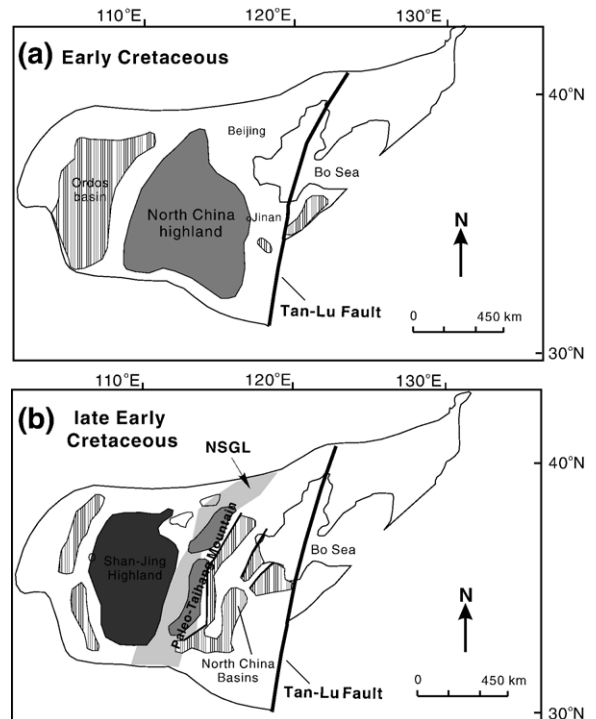 110°E 120°E 130°E
(a) Early Cretaceous
40°N
Beijing
Bo Sea
Ordos
basin
North China
highland
Jinan
N
Tan-Lu Fault
0 450 km
30°N
110°E 120°E 130°E
(b) late Early
Cretaceous
NSGL
40°N
Paleo-Taihang Mountain
Bo Sea
Shan-Jing
Highland
North China
Basins
N
Tan-Lu Fault
0 450 km
30°N